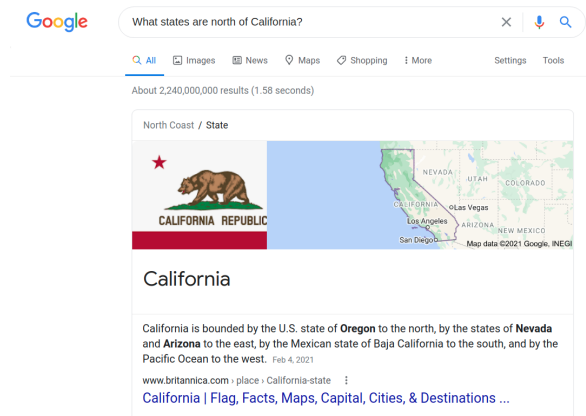 Google
What states are north of California?
All Images News Maps Shopping More Settings Tools
About 2,240,000,000 results (1.58 seconds)
North Coast / State
CALIFORNIA REPUBLIC
NEVADA
UTAH
COLORADO
CALIFORNIA
Las Vegas
Los Angeles
ARIZONA
NEW MEXICO
San Diego
Map data ©2021 Google, INEGI
California
California is bounded by the U.S. state of Oregon to the north, by the states of Nevada
and Arizona to the east, by the Mexican state of Baja California to the south, and by the
Pacific Ocean to the west. Feb 4, 2021
www.britannica.com › place › California-state
California | Flag, Facts, Maps, Capital, Cities, & Destinations ...